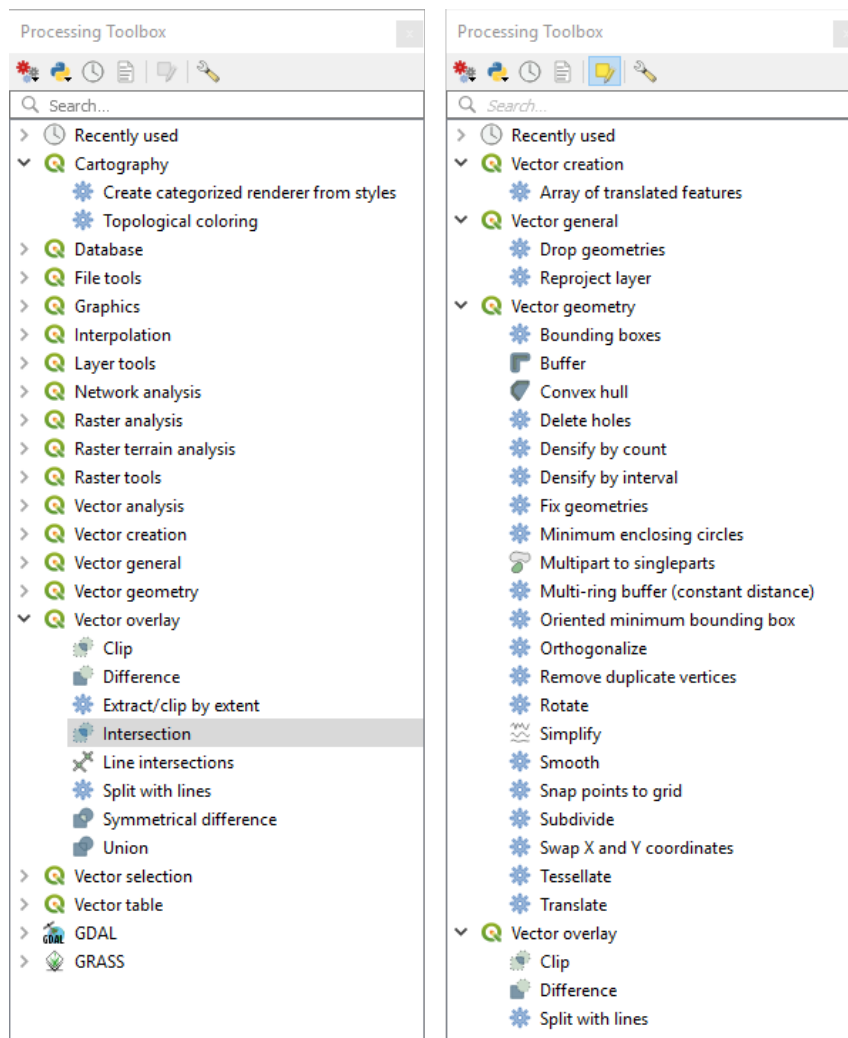 Processing Toolbox
Search...
Recently used
Cartography
Create categorized renderer from styles
Topological coloring
Database
File tools
Graphics
Interpolation
Layer tools
Network analysis
Raster analysis
Raster terrain analysis
Raster tools
Vector analysis
Vector creation
Vector general
Vector geometry
Vector overlay
Clip
Difference
Extract/clip by extent
Intersection
Line intersections
Split with lines
Symmetrical difference
Union
Vector selection
Vector table
GDAL GDAL
GRASS
Processing Toolbox
Search...
Recently used
Vector creation
Array of translated features
Vector general
Drop geometries
Reproject layer
Vector geometry
Bounding boxes
Buffer
Convex hull
Delete holes
Densify by count
Densify by interval
Fix geometries
Minimum enclosing circles
Multipart to singleparts
Multi-ring buffer (constant distance)
Oriented minimum bounding box
Orthogonalize
Remove duplicate vertices
Rotate
Simplify
Smooth
Snap points to grid
Subdivide
Swap X and Y coordinates
Tessellate
Translate
Vector overlay
Clip
Difference
Split with lines